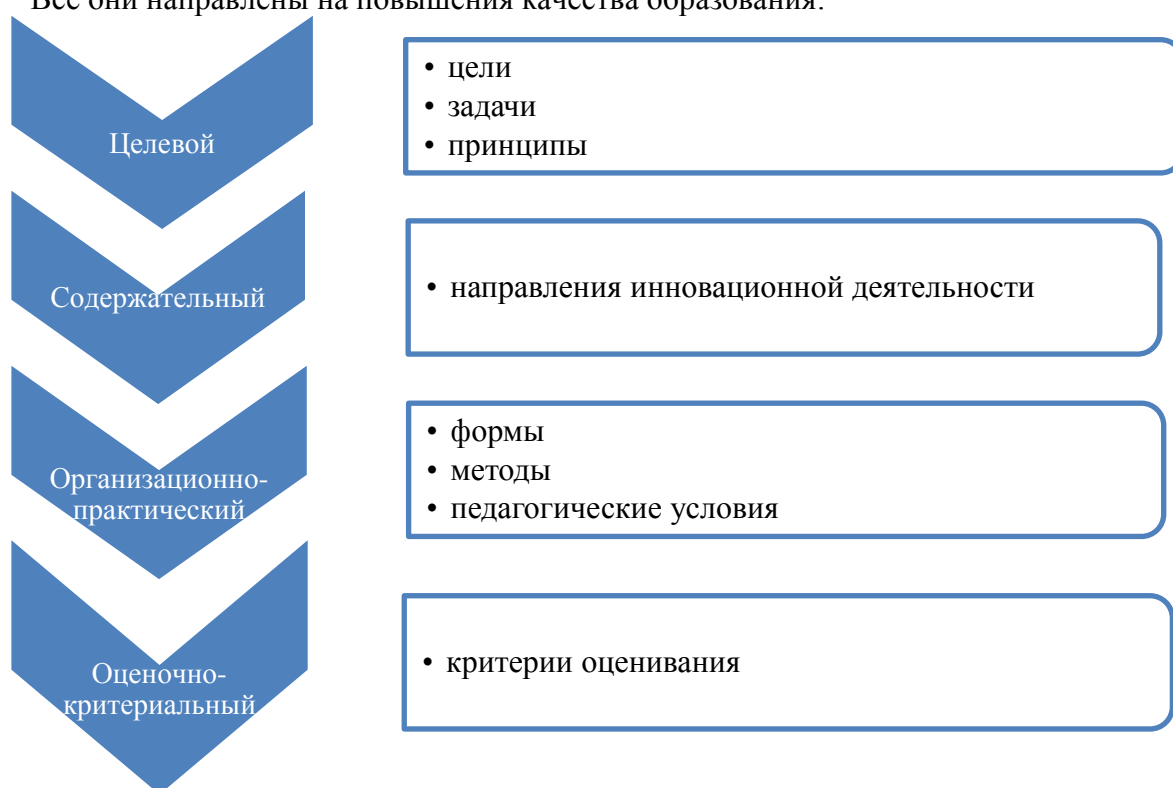 Все они направлены на повышения качества образования.
Целевой
• цели
• задачи
• принципы
Содержательный
• направления инновационной деятельности
Организационно-
практический
• формы
• методы
• педагогические условия
Оценочно-
критериальный
• критерии оценивания